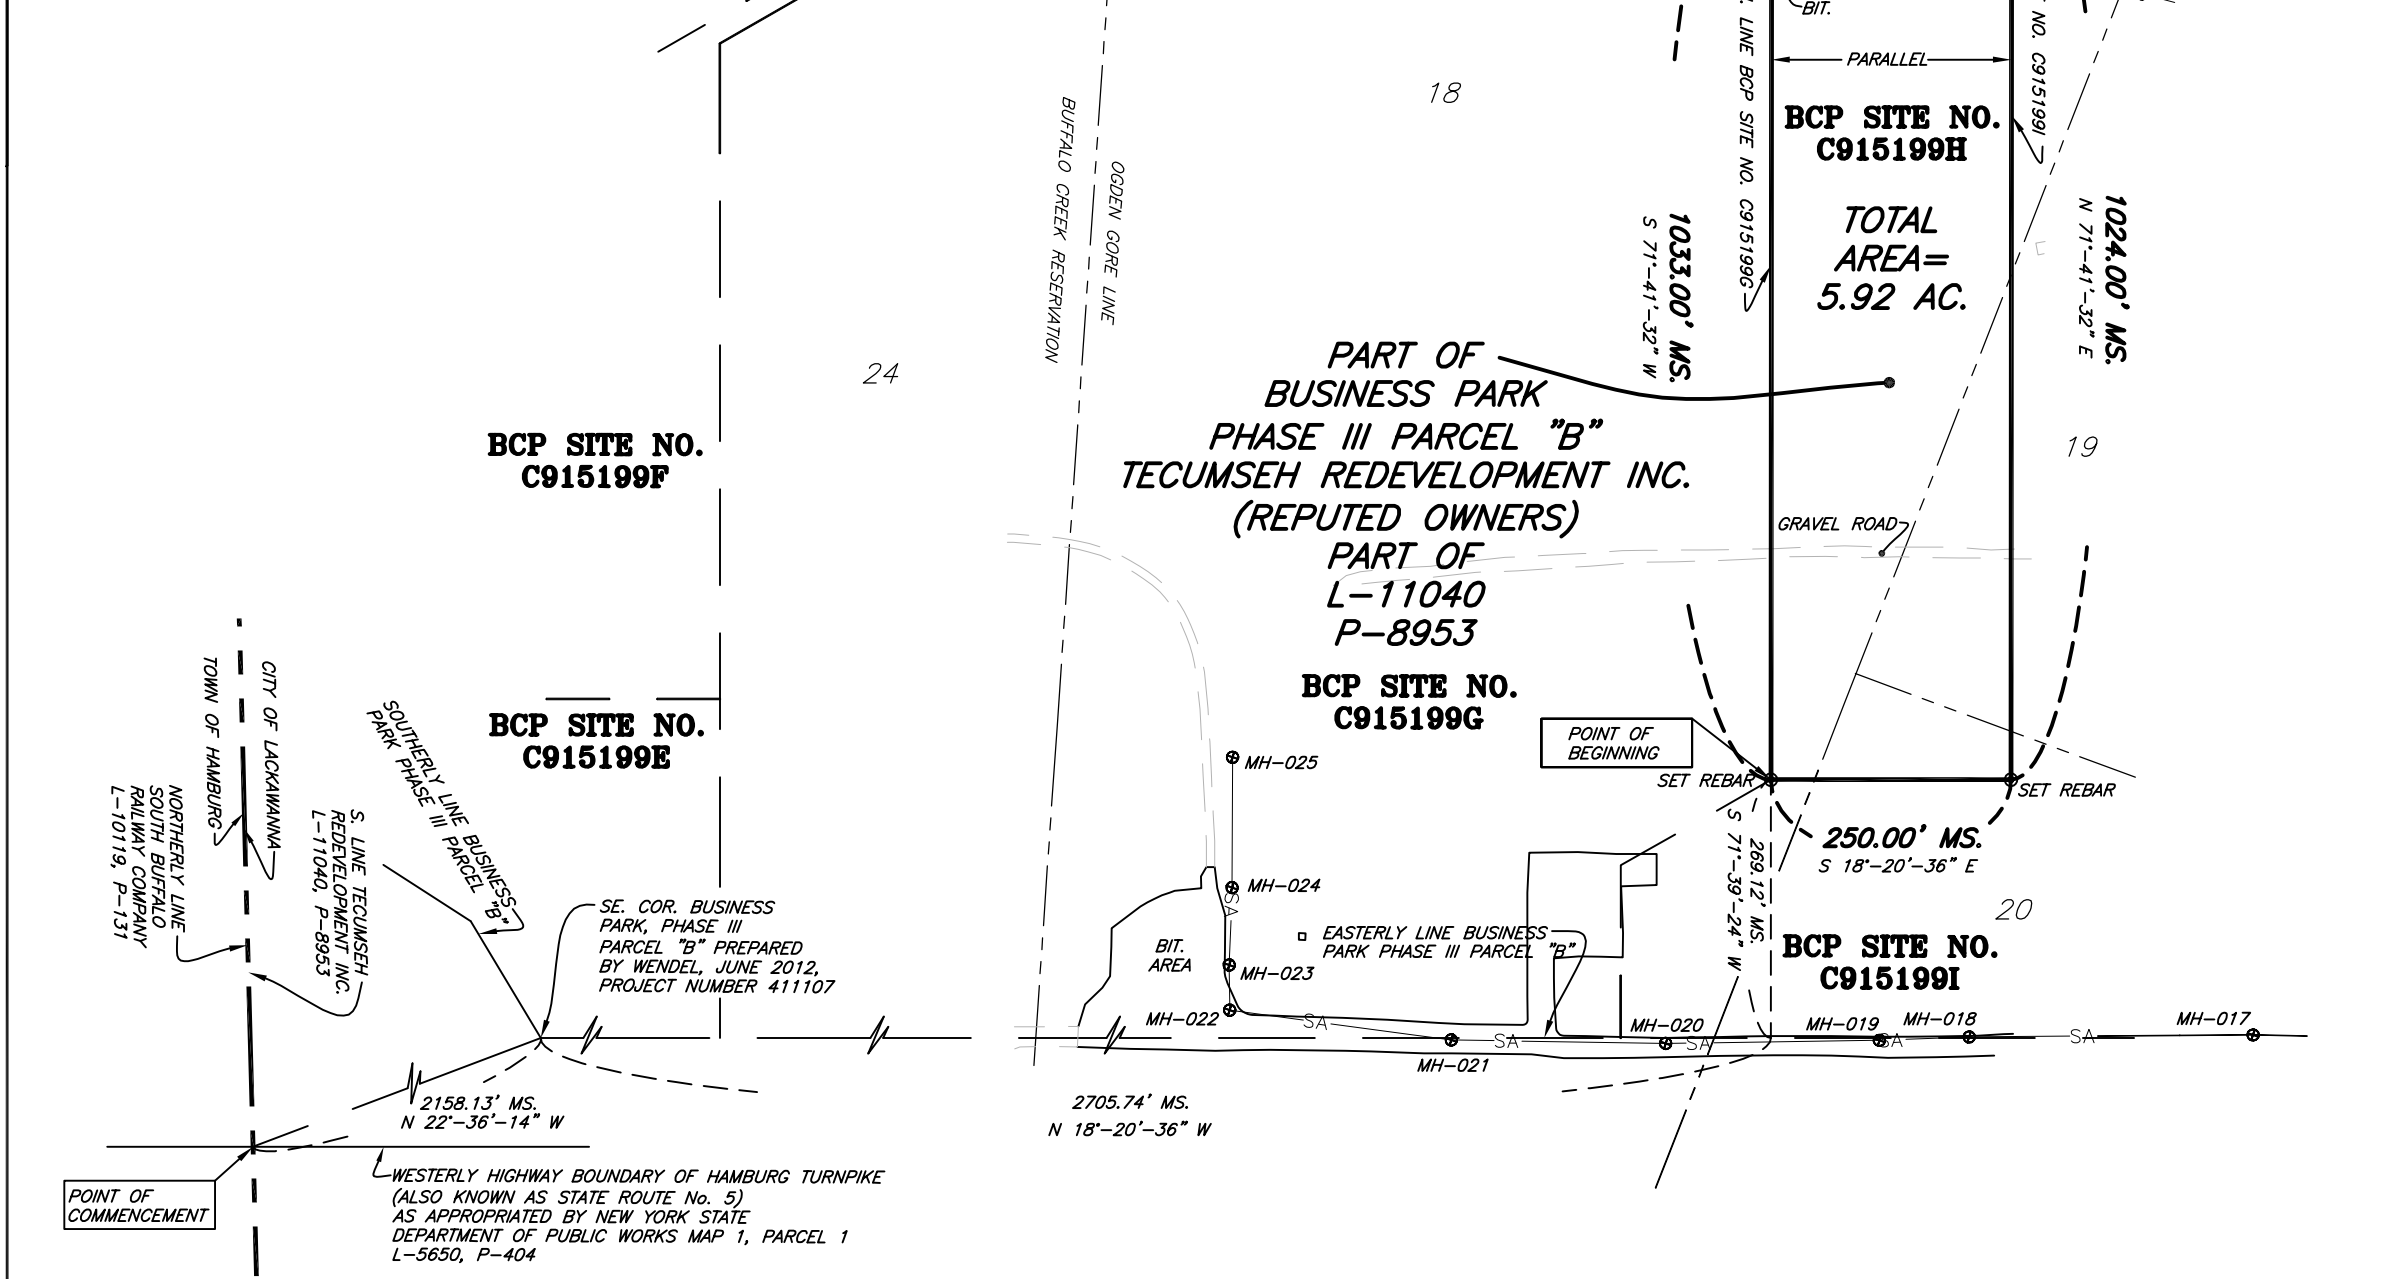 BIT.
PARALLEL
. LINE BCP SITE NO. C915199G
NO. C915199I
BCP SITE NO.
C915199H
TOTAL
AREA=
5.92 AC.
1033.00' MS.
S 71°-41'-32" W
1024.00' MS.
N 71°-41'-32" E
18
19
20
24
BUFFALO CREEK RESERVATION
OGDEN GORE LINE
PART OF
BUSINESS PARK
PHASE III PARCEL "B"
TECUMSEH REDEVELOPMENT INC.
(REPUTED OWNERS)
PART OF
L-11040
P-8953
BCP SITE NO.
C915199G
BCP SITE NO.
C915199F
BCP SITE NO.
C915199E
GRAVEL ROAD
POINT OF
BEGINNING
SET REBAR
SET REBAR
250.00' MS.
S 18°-20'-36" E
269.12' MS.
S 71°-39'-24" W
BCP SITE NO.
C915199I
CITY OF LACKAWANNA
TOWN OF HAMBURG
NORTHERLY LINE
SOUTH BUFFALO
RAILWAY COMPANY
L-10119, P-131
S. LINE TECUMSEH
REDEVELOPMENT INC.
L-11040, P-8953
SOUTHERLY LINE BUSINESS
PARK PHASE III PARCEL "B"
SE. COR. BUSINESS
PARK, PHASE III
PARCEL "B" PREPARED
BY WENDEL, JUNE 2012,
PROJECT NUMBER 411107
MH-025
MH-024
SA
BIT.
AREA
MH-023
MH-022
SA
EASTERLY LINE BUSINESS
PARK PHASE III PARCEL "B"
MH-021
SA
MH-020
SA
MH-019
SA
MH-018
SA
MH-017
2158.13' MS.
N 22°-36'-14" W
2705.74' MS.
N 18°-20'-36" W
POINT OF
COMMENCEMENT
WESTERLY HIGHWAY BOUNDARY OF HAMBURG TURNPIKE
(ALSO KNOWN AS STATE ROUTE No. 5)
AS APPROPRIATED BY NEW YORK STATE
DEPARTMENT OF PUBLIC WORKS MAP 1, PARCEL 1
L-5650, P-404